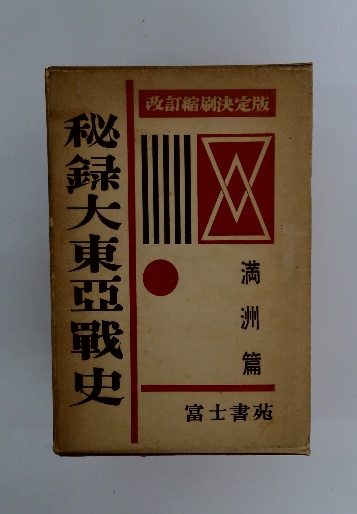 改訂縮刷決定版
秘録大東亞戰史
満洲篇
富士書苑